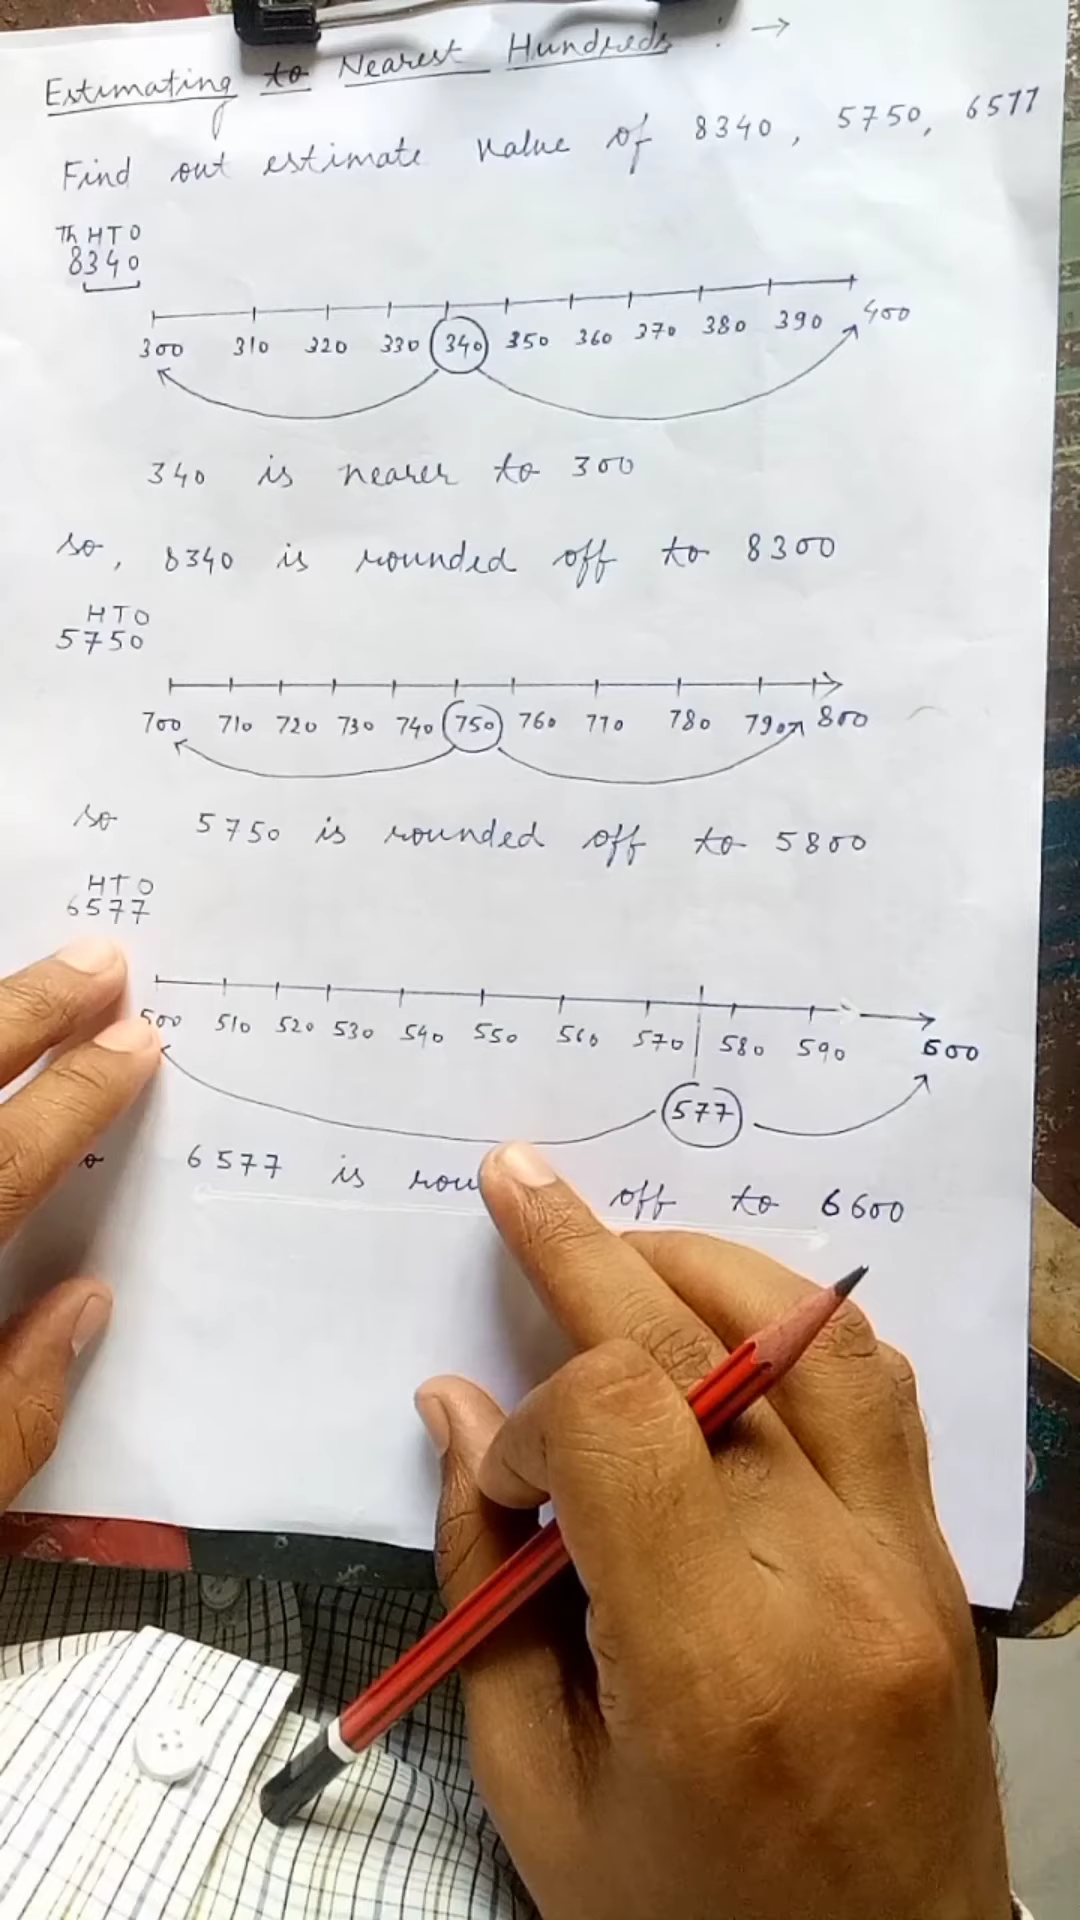 Estimating to Nearest Hundreds : →
Find out estimate value of 8340, 5750, 6577
Th H T O
8340
300 310 320 330 340 350 360 370 380 390 400
340 is nearer to 300
so, 8340 is rounded off to 8300
H T O
5750
700 710 720 730 740 750 760 770 780 790 800
so 5750 is rounded off to 5800
H T O
6577
500 510 520 530 540 550 560 570 580 590 600
577
6577 is off to 6600